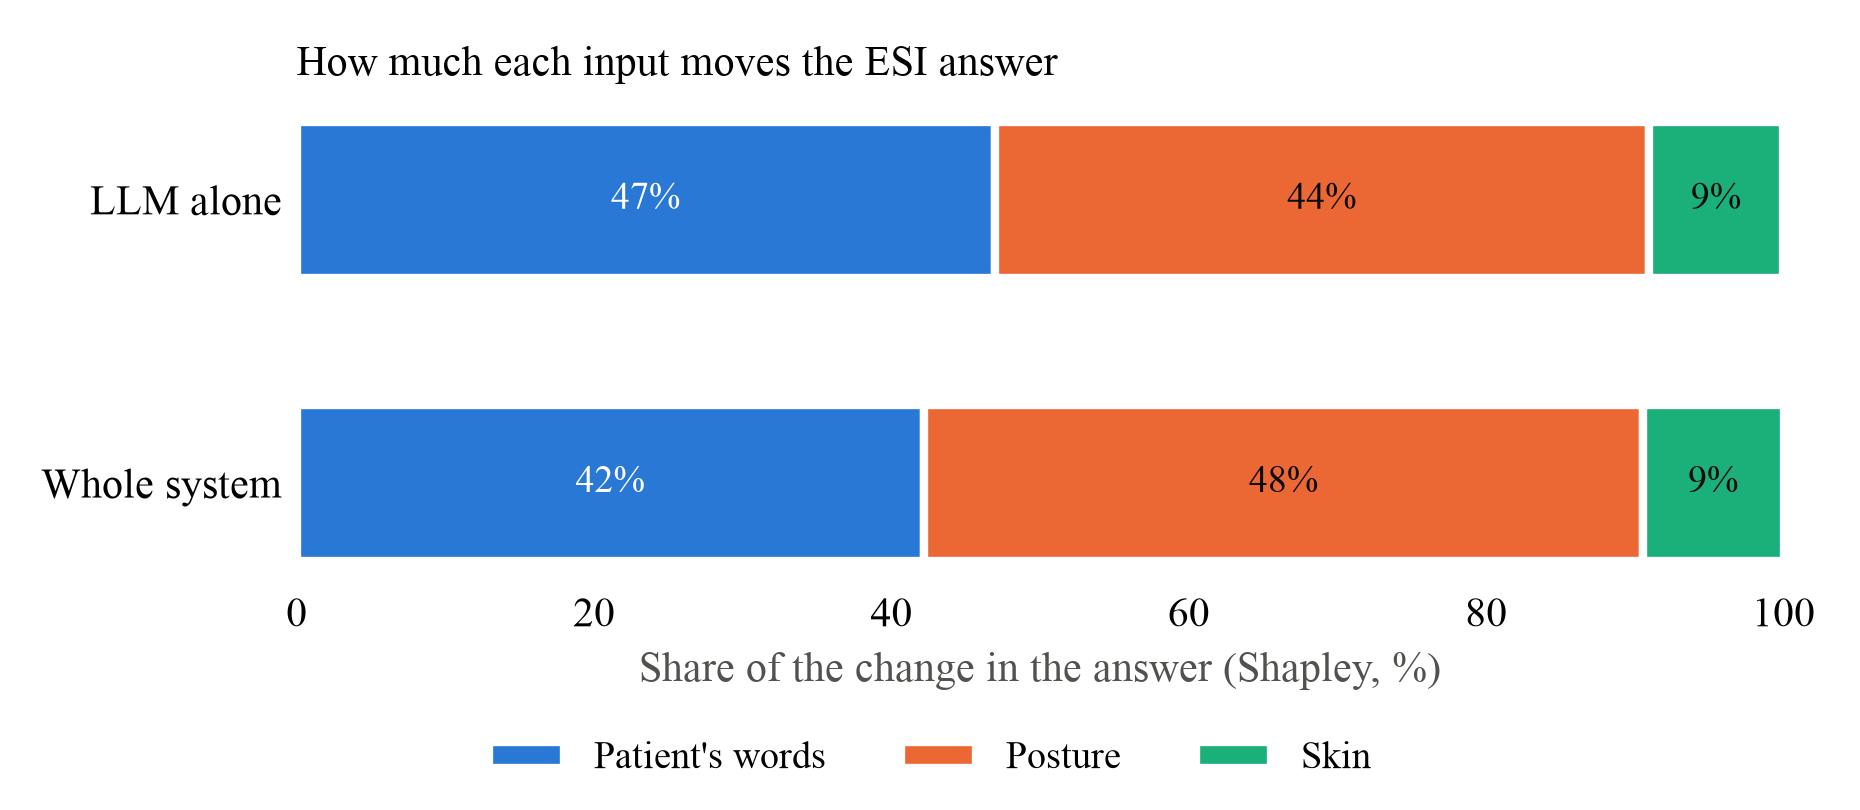 How much each input moves the ESI answer
LLM alone
47%
44%
9%
Whole system
42%
48%
9%
0 20 40 60 80 100
Share of the change in the answer (Shapley, %)
Patient's words Posture Skin